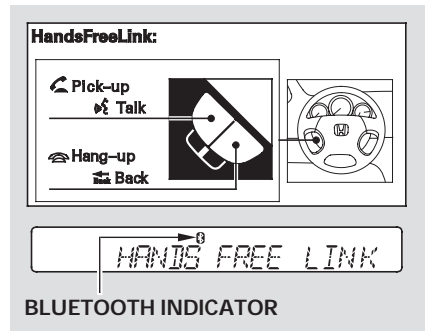 HandsFreeLink:
Pick-up
Talk
Hang-up
Back
HANDS FREE LINK
BLUETOOTH INDICATOR